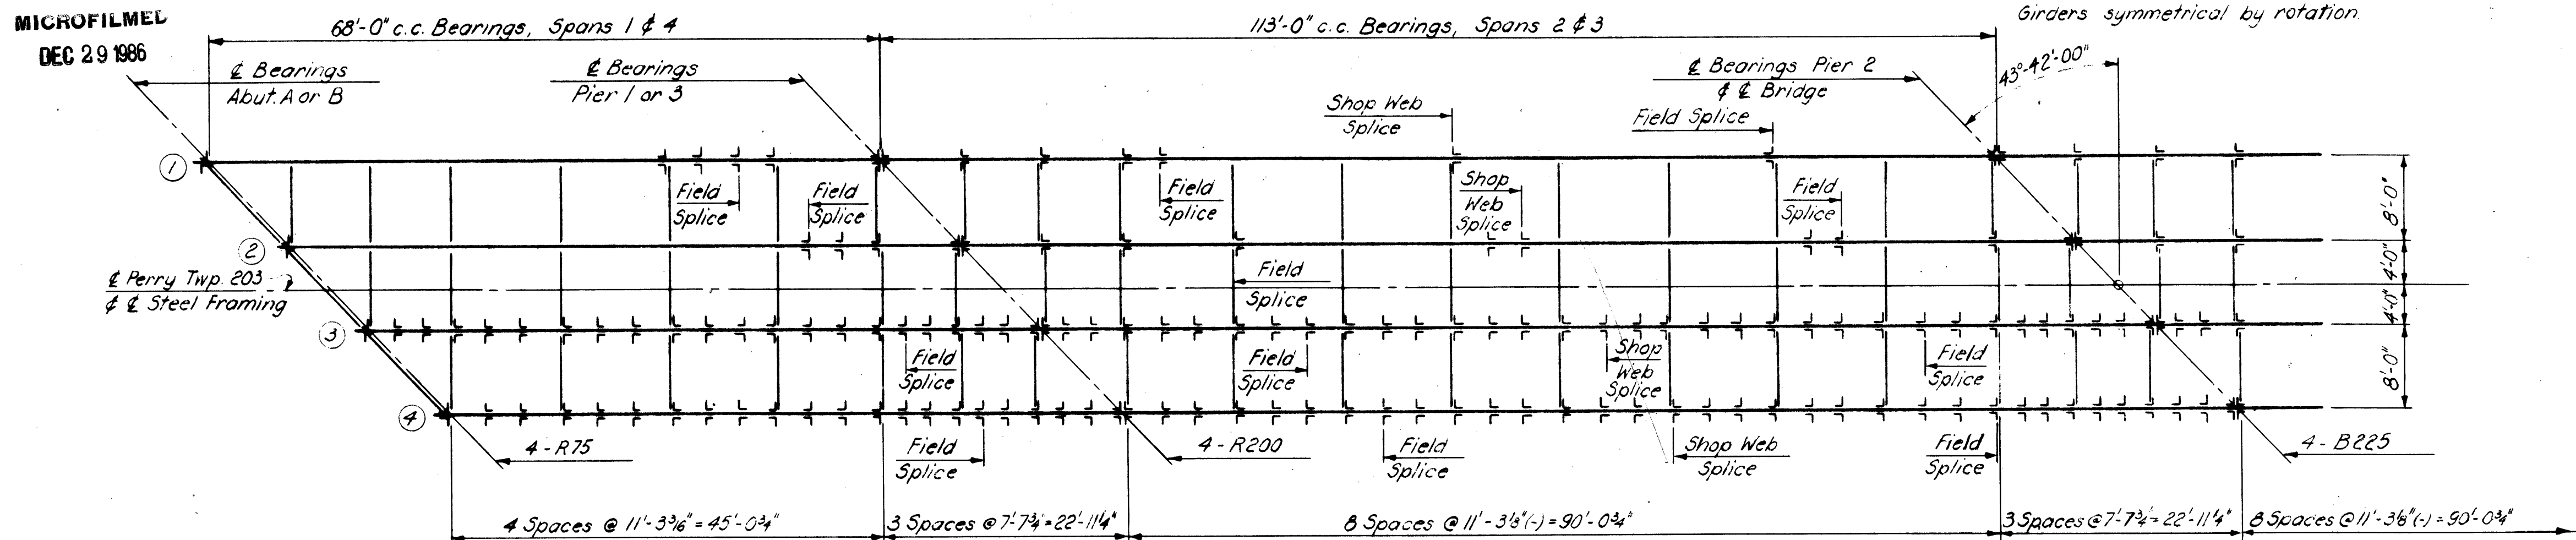 MICROFILMED
DEC 29 1986
68'-0" c.c. Bearings, Spans 1 & 4
113'-0" c.c. Bearings, Spans 2 & 3
Girders symmetrical by rotation.
℄ Bearings
Abut. A or B
℄ Bearings
Pier 1 or 3
℄ Bearings Pier 2
& ℄ Bridge
43°-42'-00"
Shop Web
Splice
Field Splice
1
Field
Splice
Field
Splice
Field
Splice
Shop
Web
Splice
Field
Splice
8'-0"
2
℄ Perry Twp. 203
& ℄ Steel Framing
Field
Splice
4'-0"
4'-0"
3
Field
Splice
Field
Splice
Shop
Web
Splice
Field
Splice
8'-0"
4
4 - R75
Field
Splice
4 - R200
Field
Splice
Shop Web
Splice
Field
Splice
4 - B225
4 Spaces @ 11'-3 3/16" = 45'-0 3/4"
3 Spaces @ 7'-7 3/4" = 22'-11 1/4"
8 Spaces @ 11'-3 1/8" (-) = 90'-0 3/4"
3 Spaces @ 7'-7 3/4" = 22'-11 1/4"
8 Spaces @ 11'-3 1/8" (-) = 90'-0 3/4"